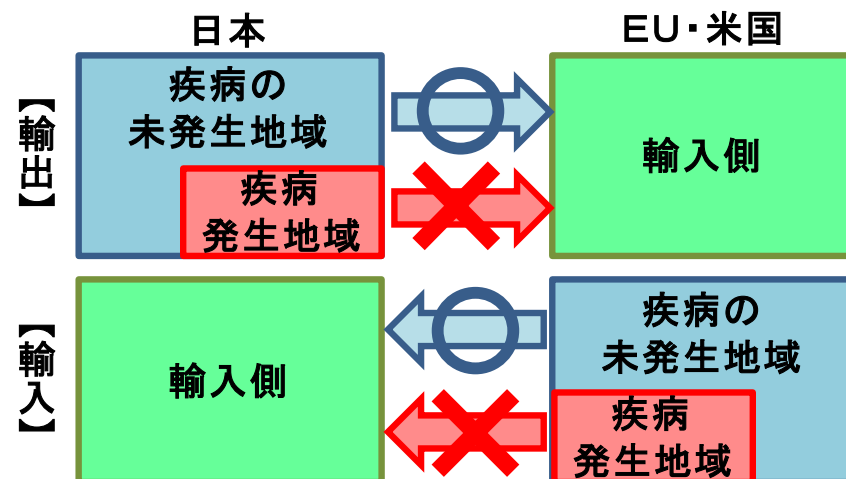 日本
EU・米国
【輸出】
疾病の
未発生地域
疾病
発生地域
輸入側
【輸入】
輸入側
疾病の
未発生地域
疾病
発生地域